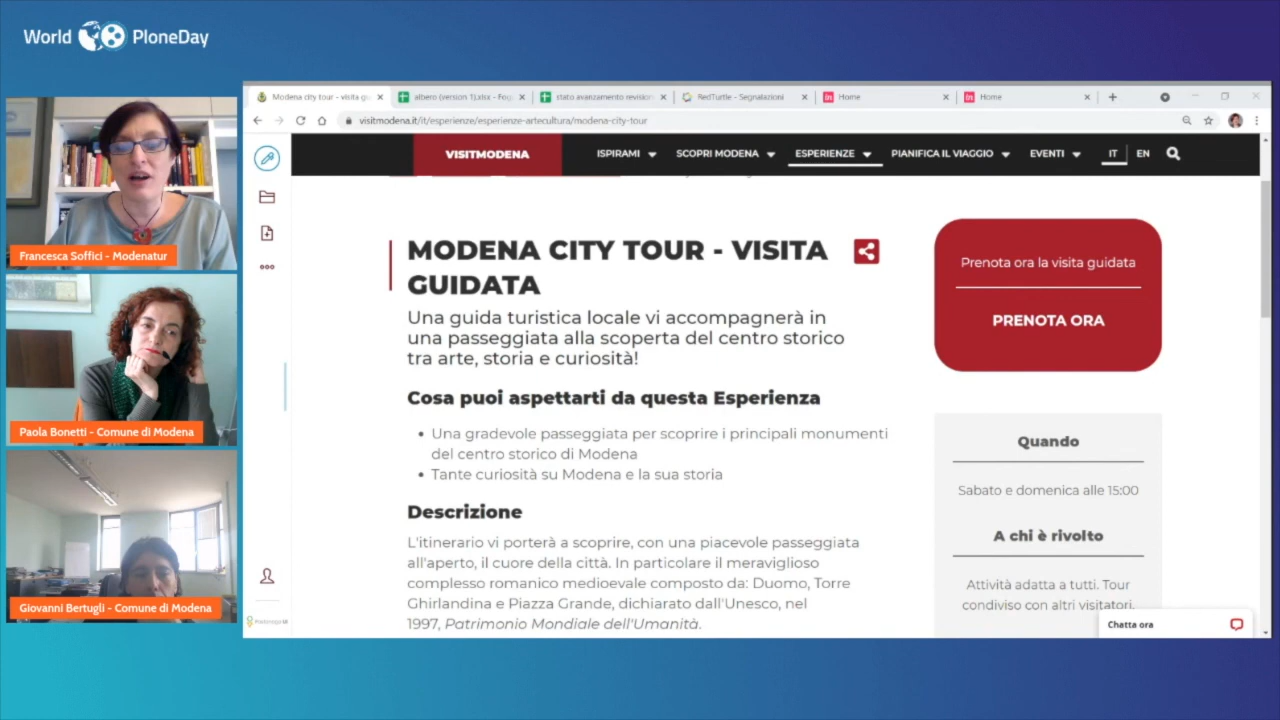 World PloneDay
Modena city tour - visita gu
albero (version 1).xlsx - Fog
stato avanzamento revision
RedTurtle - Segnalazioni
Home
Home
visitmodena.it/it/esperienze/esperienze-artecultura/modena-city-tour
VISITMODENA
ISPIRAMI
SCOPRI MODENA
ESPERIENZE
PIANIFICA IL VIAGGIO
EVENTI
IT
EN
Francesca Soffici - Modenatur
Paola Bonetti - Comune di Modena
Giovanni Bertugli - Comune di Modena
MODENA CITY TOUR - VISITA
GUIDATA
Una guida turistica locale vi accompagnerà in
una passeggiata alla scoperta del centro storico
tra arte, storia e curiosità!
Cosa puoi aspettarti da questa Esperienza
• Una gradevole passeggiata per scoprire i principali monumenti
del centro storico di Modena
• Tante curiosità su Modena e la sua storia
Descrizione
L'itinerario vi porterà a scoprire, con una piacevole passeggiata
all'aperto, il cuore della città. In particolare il meraviglioso
complesso romanico medioevale composto da: Duomo, Torre
Ghirlandina e Piazza Grande, dichiarato dall'Unesco, nel
1997, Patrimonio Mondiale dell'Umanità.
Prenota ora la visita guidata
PRENOTA ORA
Quando
Sabato e domenica alle 15:00
A chi è rivolto
Attività adatta a tutti. Tour
condiviso con altri visitatori.
Chatta ora